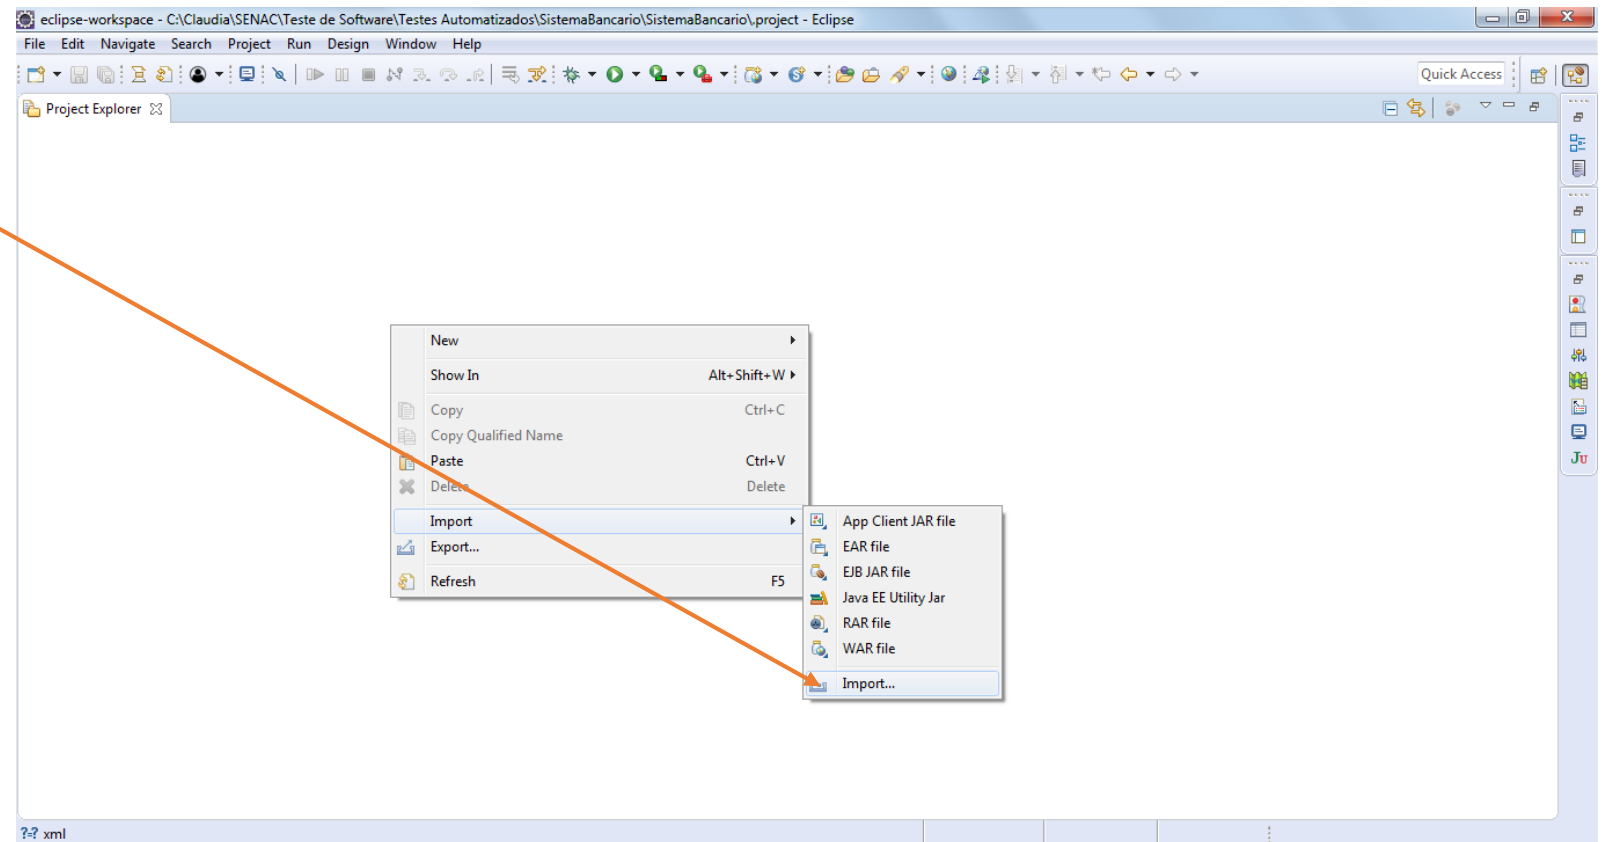 eclipse-workspace - C:\Claudia\SENAC\Teste de Software\Testes Automatizados\SistemaBancario\SistemaBancario\.project - Eclipse
File Edit Navigate Search Project Run Design Window Help
Quick Access
Project Explorer
New
Show In Alt+Shift+W
Copy Ctrl+C
Copy Qualified Name
Paste Ctrl+V
Delete Delete
Import
Export...
Refresh F5
App Client JAR file
EAR file
EJB JAR file
Java EE Utility Jar
RAR file
WAR file
Import...
Ju
?=? xml